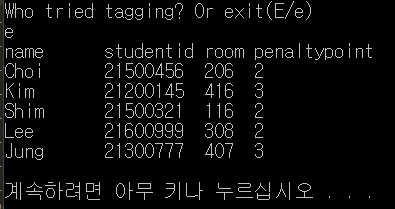 Who tried tagging? Or exit(E/e)
e
name studentid room penaltypoint
Choi 21500456 206 2
Kim 21200145 416 3
Shim 21500321 116 2
Lee 21600999 308 2
Jung 21300777 407 3
계속하려면 아무 키나 누르십시오 . . .